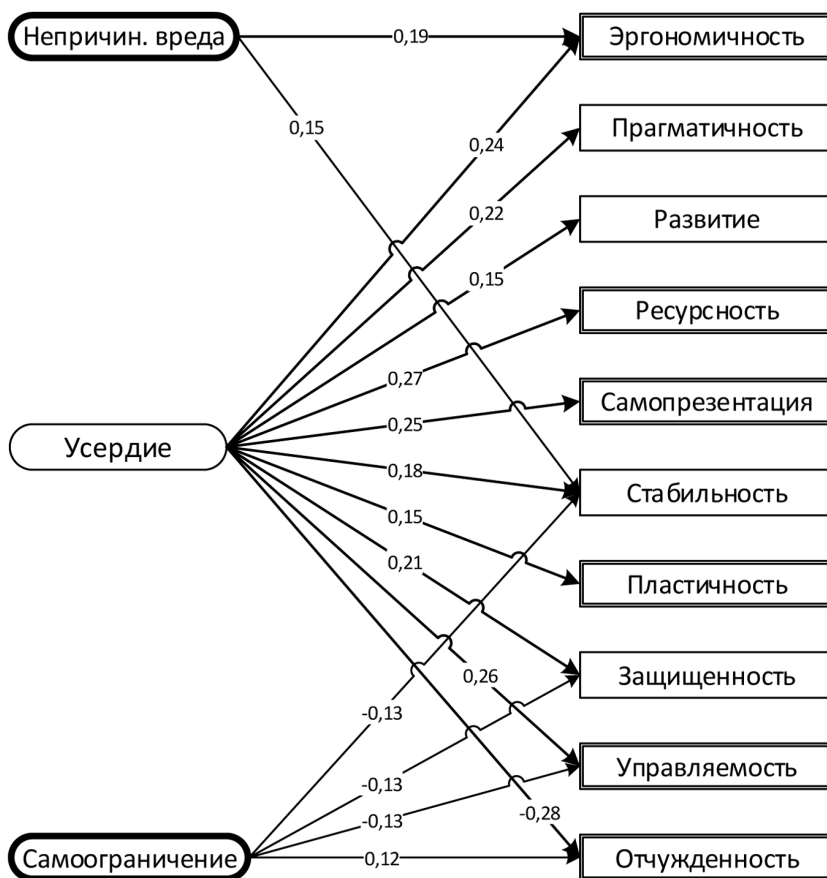 Непричин. вреда
0,19
Эргономичность
0,15
0,24
Прагматичность
0,22
Развитие
0,15
Ресурсность
0,27
Самопрезентация
0,25
Усердие
0,18
Стабильность
0,15
Пластичность
0,21
Защищенность
0,26
-0,13
Управляемость
-0,13
-0,13
-0,28
Самоограничение
0,12
Отчужденность